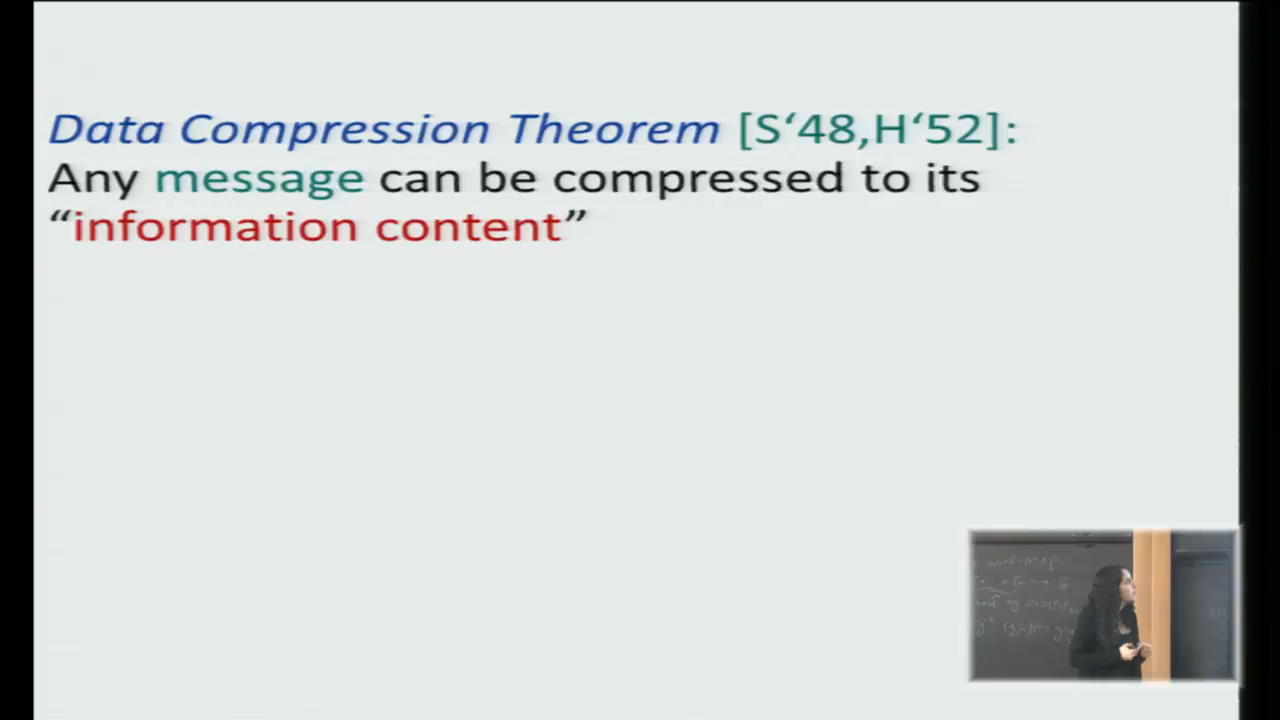 Data Compression Theorem [S‘48,H‘52]:
Any message can be compressed to its
“information content”